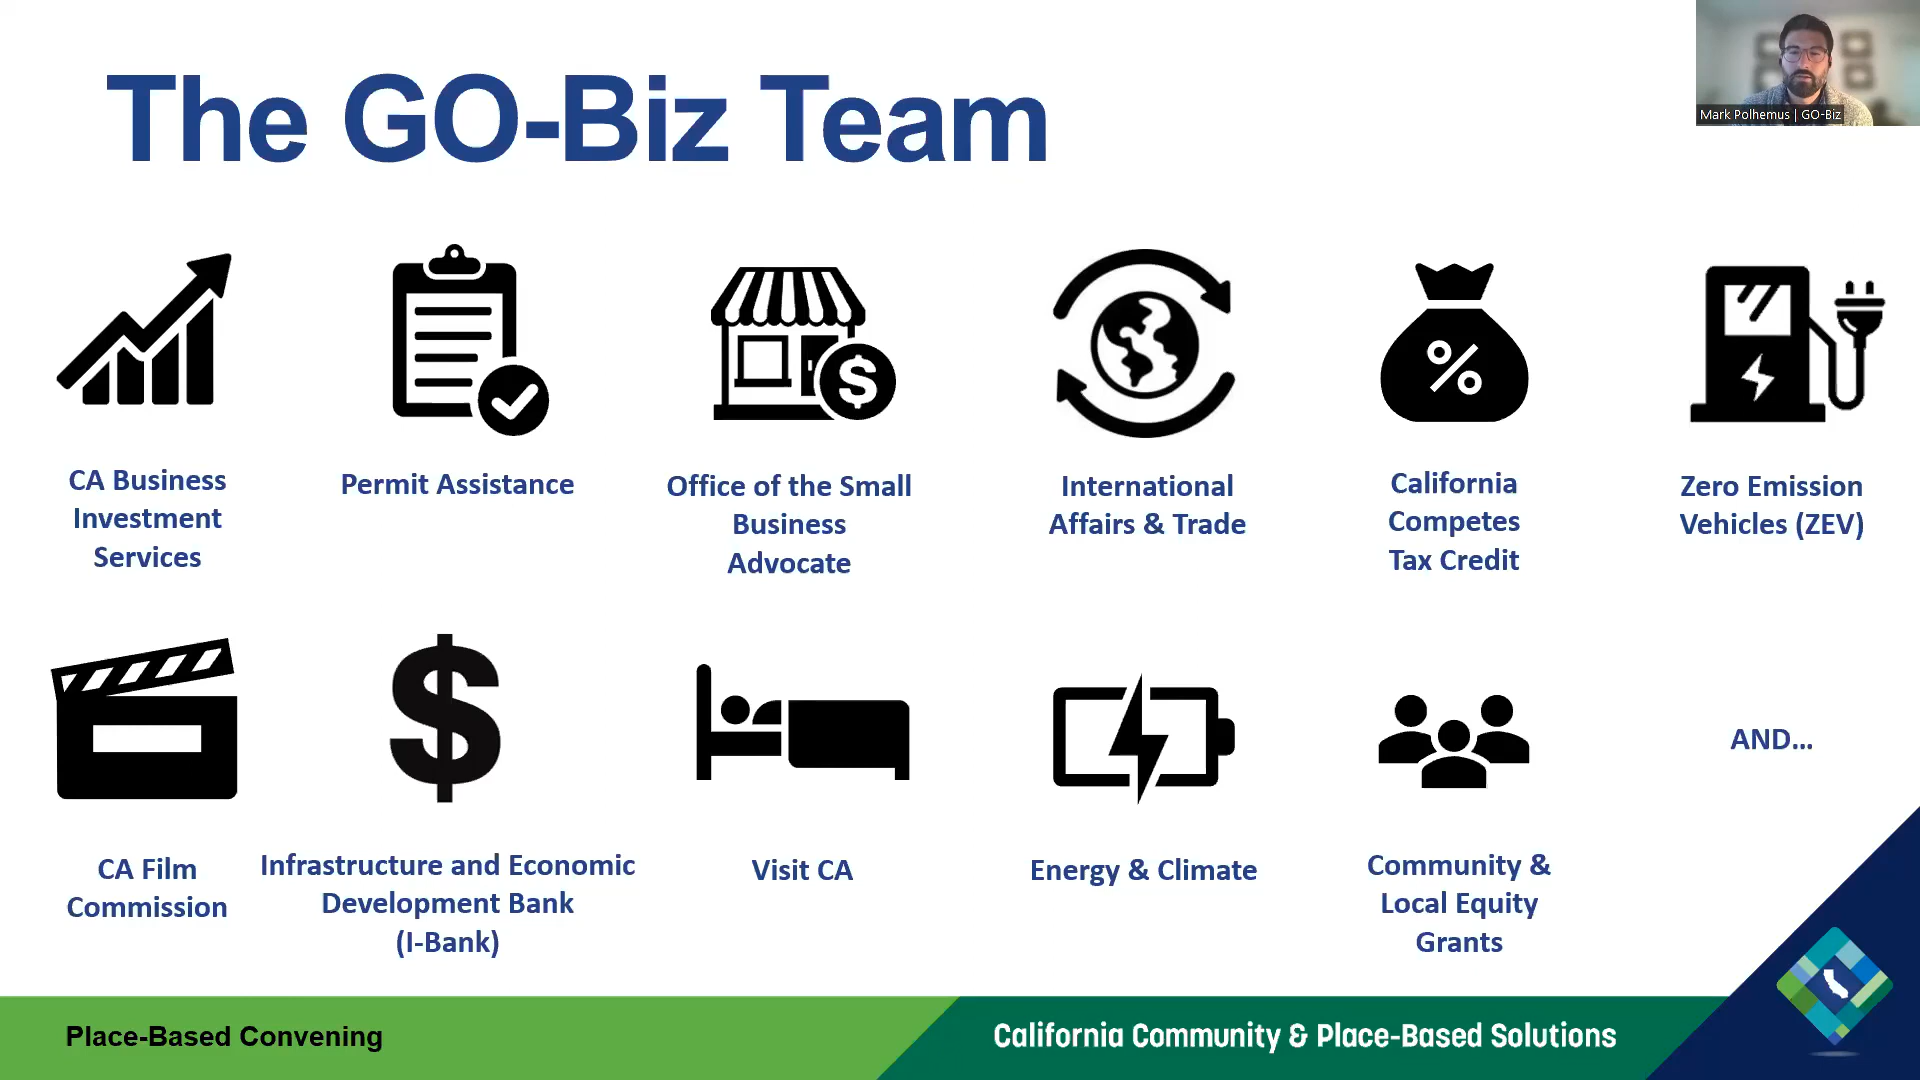 The GO-Biz Team
Mark Polhemus | GO-Biz
$
%
CA Business
Investment
Services
Permit Assistance
Office of the Small
Business
Advocate
International
Affairs & Trade
California
Competes
Tax Credit
Zero Emission
Vehicles (ZEV)
$
AND...
CA Film
Commission
Infrastructure and Economic
Development Bank
(I-Bank)
Visit CA
Energy & Climate
Community &
Local Equity
Grants
Place-Based Convening
California Community & Place-Based Solutions